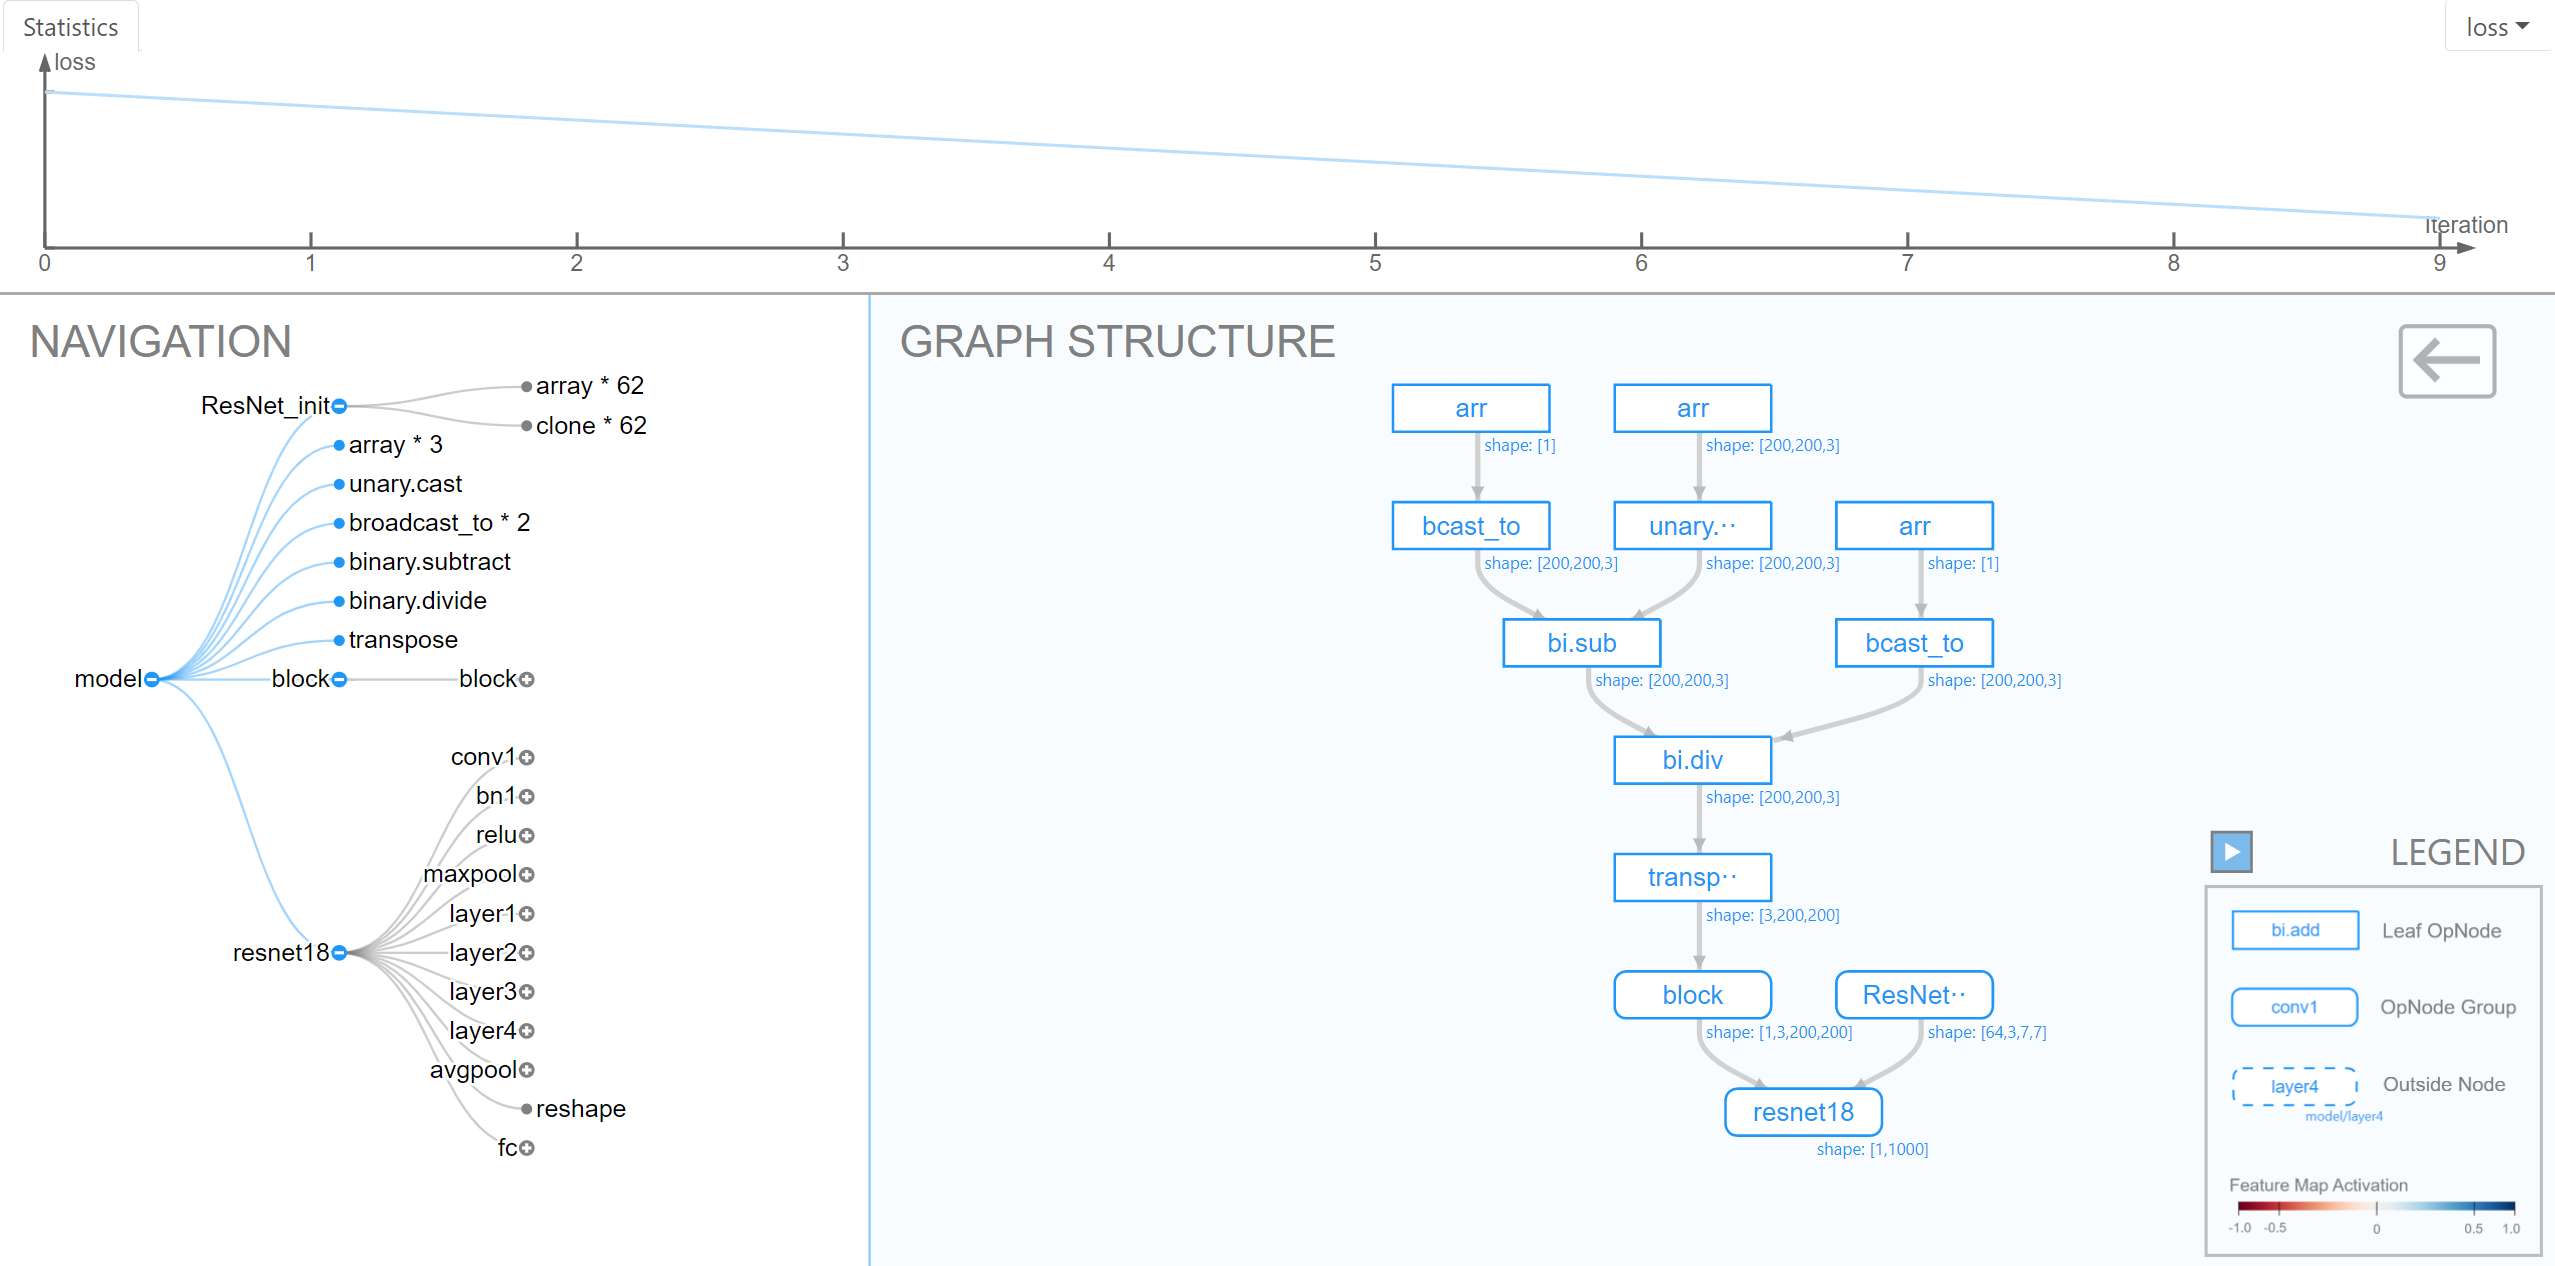 Statistics
loss
loss
Iteration
0 1 2 3 4 5 6 7 8 9
NAVIGATION
ResNet_init
array * 62
clone * 62
array * 3
unary.cast
broadcast_to * 2
binary.subtract
binary.divide
transpose
model
block
block
conv1
bn1
relu
maxpool
layer1
resnet18
layer2
layer3
layer4
avgpool
reshape
fc
GRAPH STRUCTURE
arr
shape: [1]
arr
shape: [200,200,3]
bcast_to
shape: [200,200,3]
unary.··
shape: [200,200,3]
arr
shape: [1]
bi.sub
shape: [200,200,3]
bcast_to
shape: [200,200,3]
bi.div
shape: [200,200,3]
transp··
shape: [3,200,200]
block
shape: [1,3,200,200]
ResNet··
shape: [64,3,7,7]
resnet18
shape: [1,1000]
LEGEND
bi.add Leaf OpNode
conv1 OpNode Group
layer4 Outside Node
model/layer4
Feature Map Activation
-1.0 -0.5 0 0.5 1.0